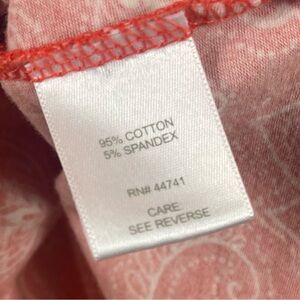 95% COTTON
5% SPANDEX
RN# 44741
CARE
SEE REVERSE